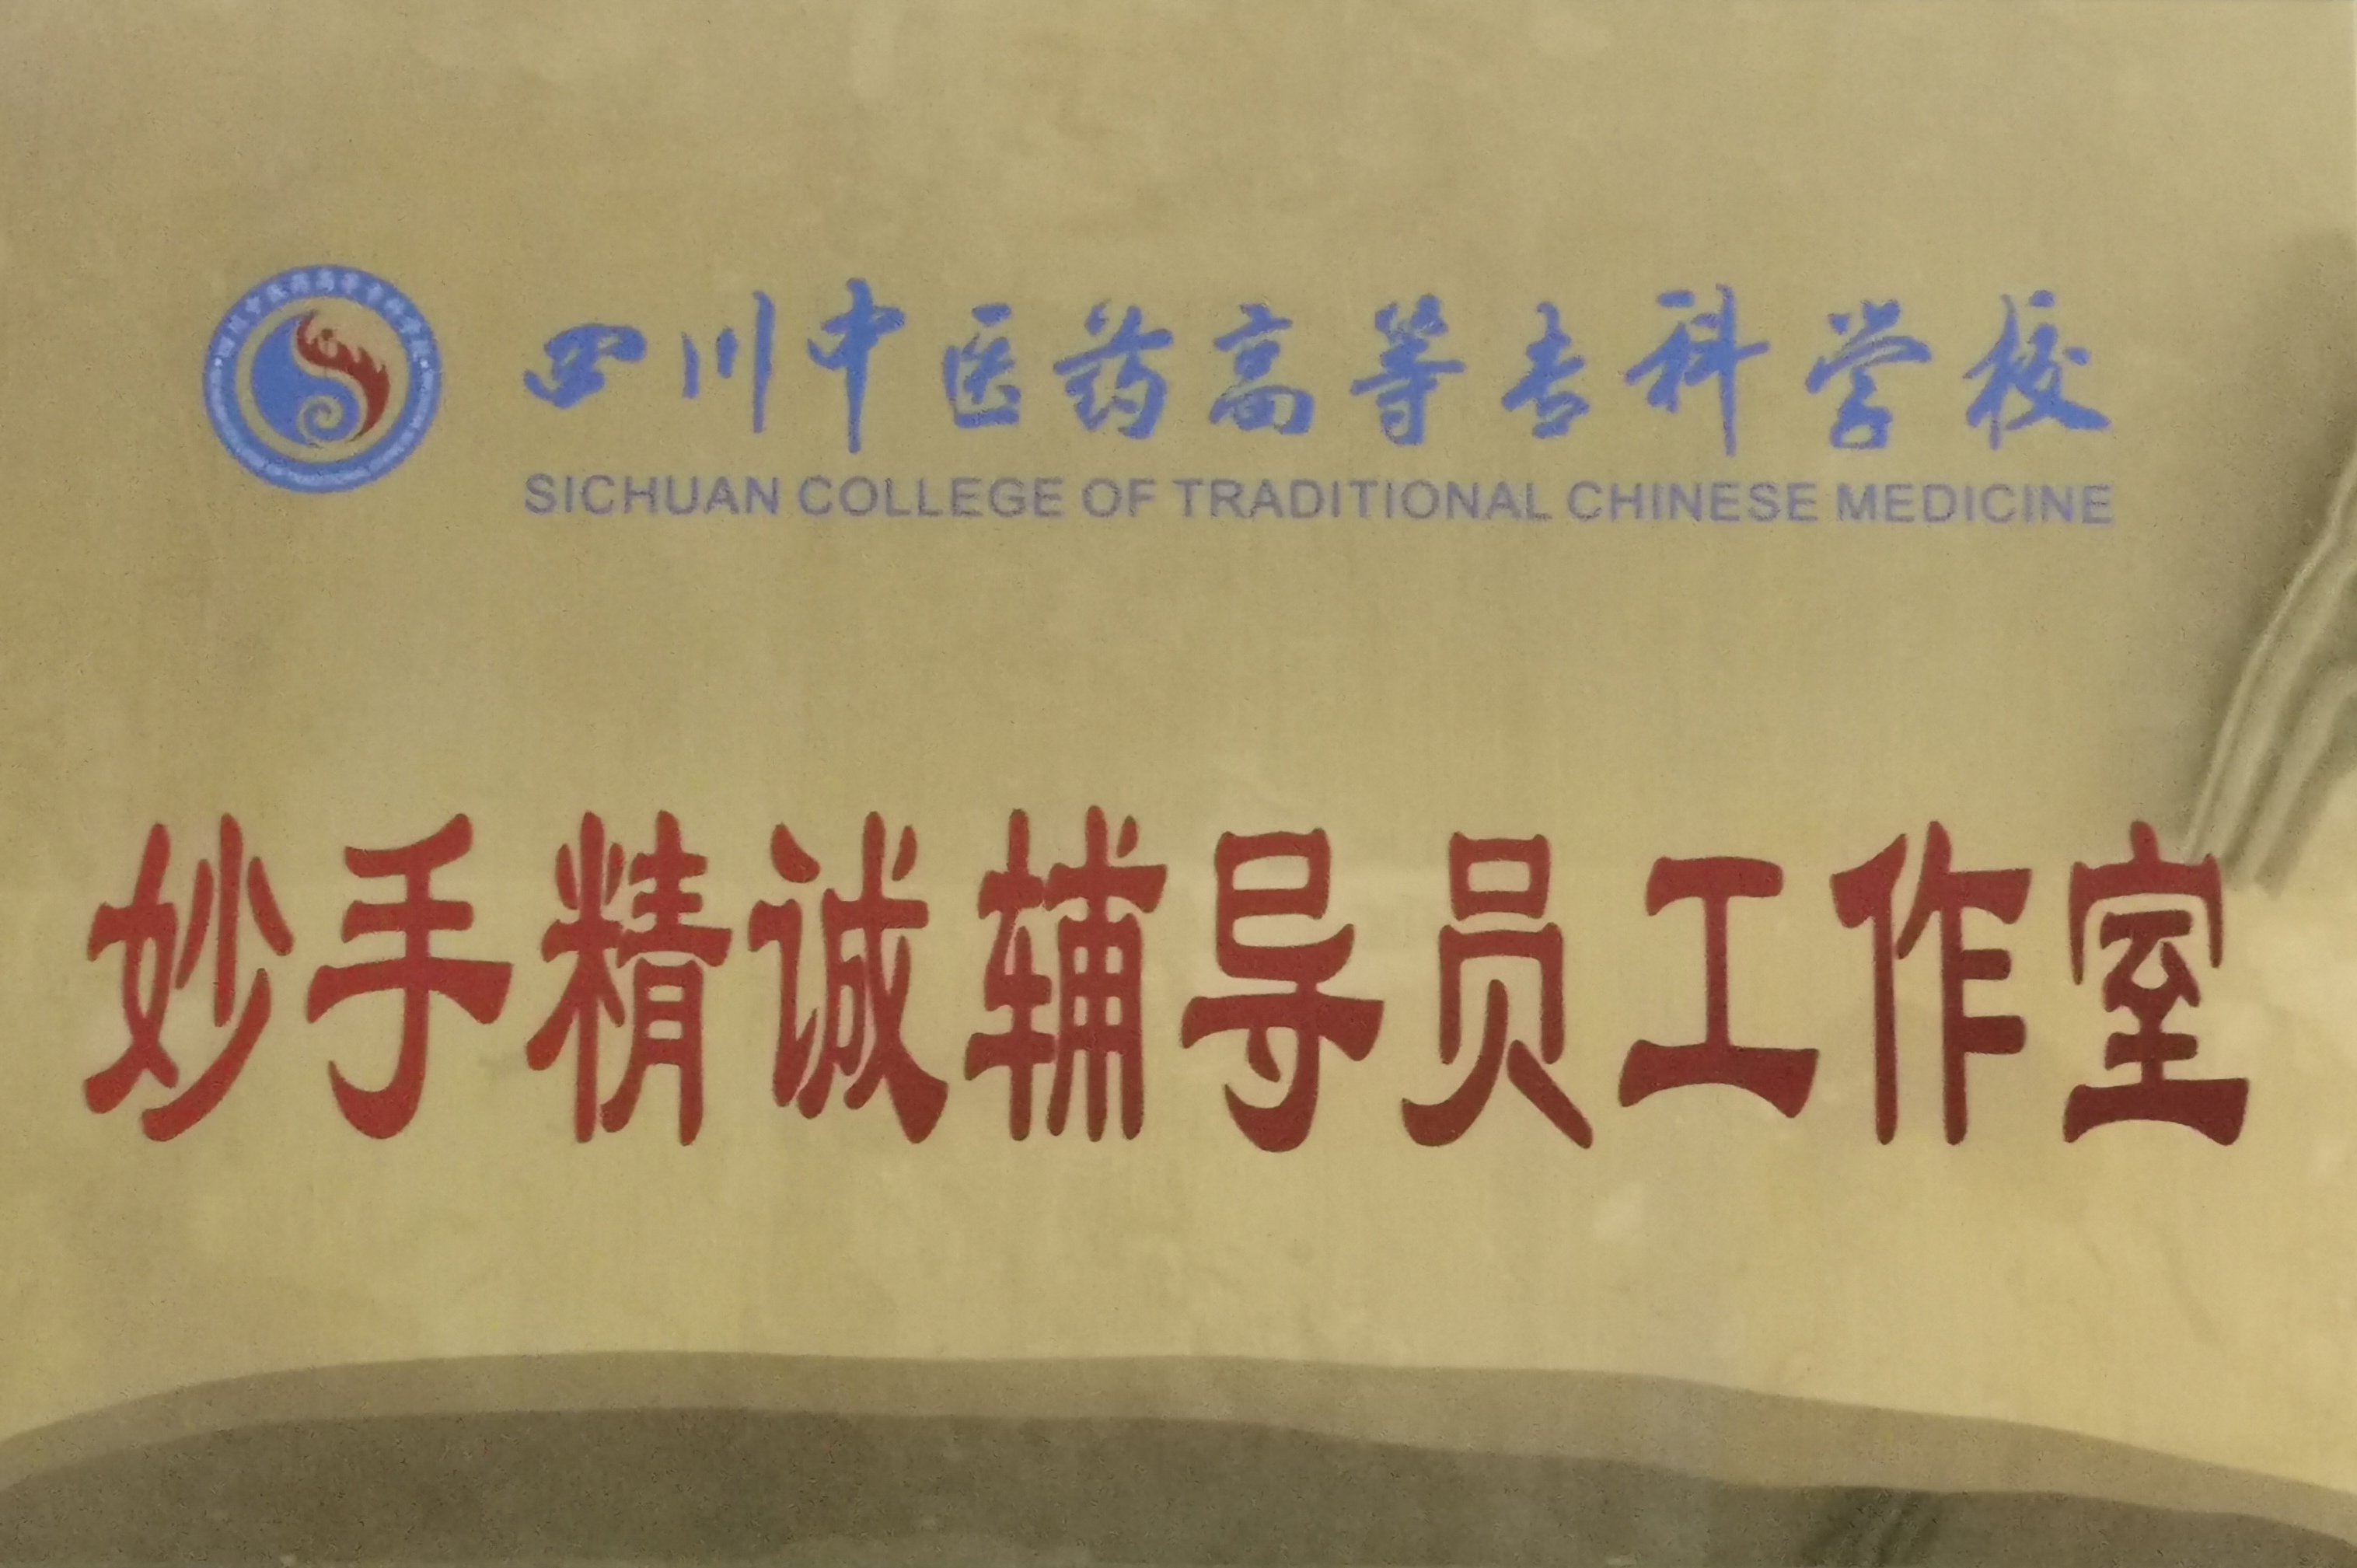 四川中医药高等专科学校
SICHUAN COLLEGE OF TRADITIONAL CHINESE MEDICINE
妙手精诚辅导员工作室